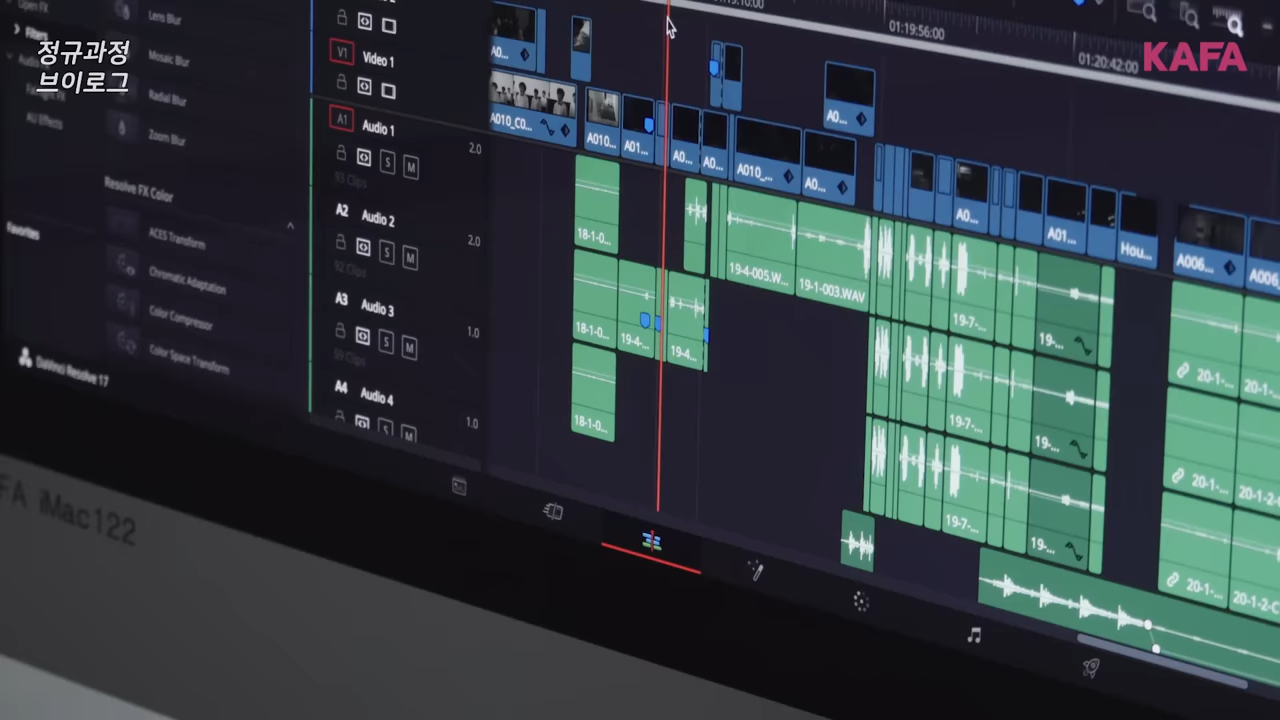 정규과정
브이로그
KAFA
Open FX
Filters
Lens Blur
Mosaic Blur
Radial Blur
Zoom Blur
AU Effects
Resolve FX Color
ACES Transform
Chromatic Adaptation
Color Compressor
Color Space Transform
Favorites
DaVinci Resolve 17
V1 Video 1
A1 Audio 1
2.0
S M
93 Clips
A2 Audio 2
2.0
S M
92 Clips
A3 Audio 3
1.0
S M
A4 Audio 4
1.0
S M
01:19:56:00
01:20:42:00
A0...
A0...
A010_C0...
A010...
A01...
A0...
A0...
A010_...
A0...
A0...
A01...
Hou...
A006...
A006
18-1-0...
19-4-005.W...
19-1-003.WAV
19-7-...
19-...
20-1-...
20-1-
18-1-0...
19-4-...
19-4...
19-7-...
19-...
20-1-...
20-1-2-
18-1-0...
19-7-...
19-...
20-1-...
20-1-2-C
FA iMac122